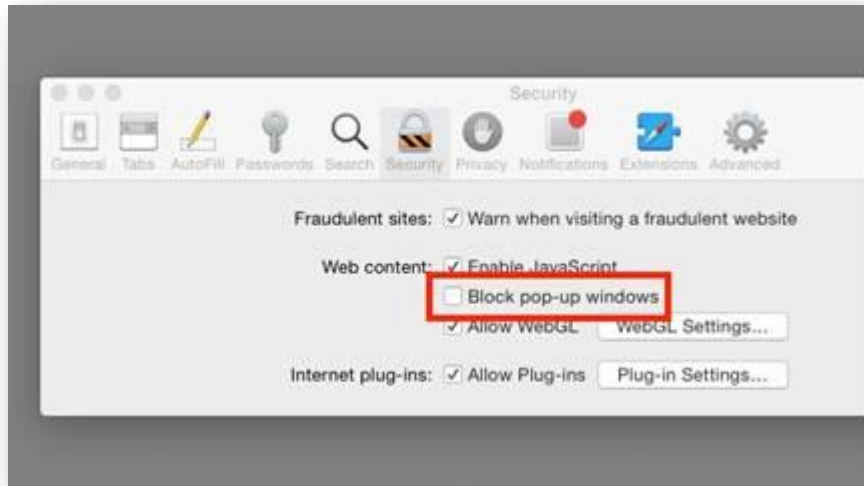 Security
General Tabs AutoFill Passwords Search Security Privacy Notifications Extensions Advanced
Fraudulent sites: Warn when visiting a fraudulent website
Web content: Enable JavaScript
Block pop-up windows
Allow WebGL WebGL Settings...
Internet plug-ins: Allow Plug-ins Plug-in Settings...